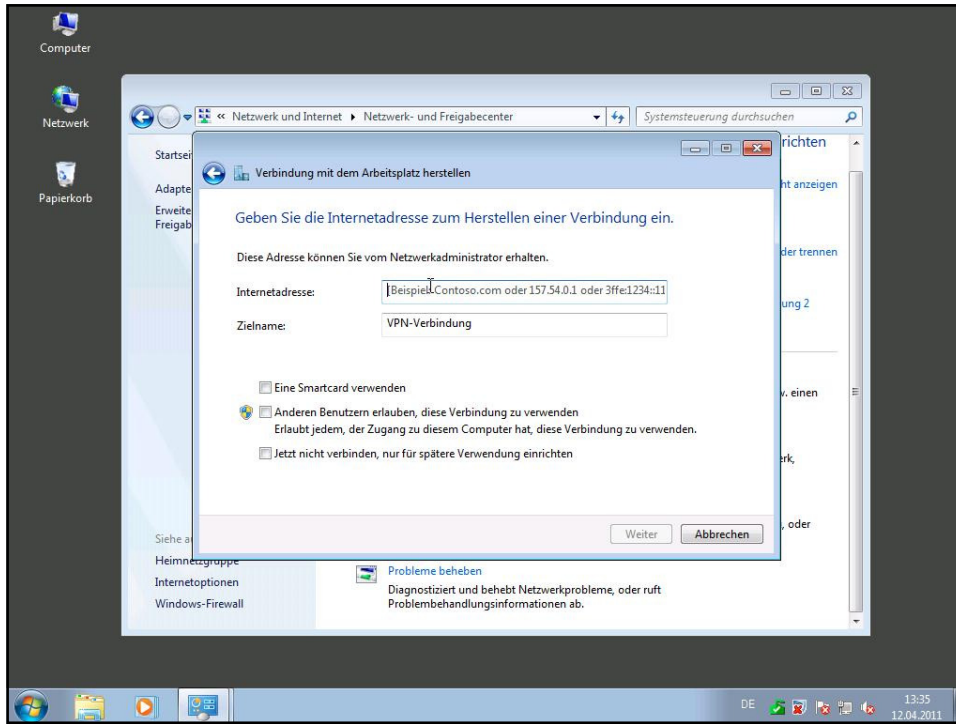 Computer
Netzwerk
Papierkorb
« Netzwerk und Internet ▸ Netzwerk- und Freigabecenter
Systemsteuerung durchsuchen
richten
Verbindung mit dem Arbeitsplatz herstellen
Geben Sie die Internetadresse zum Herstellen einer Verbindung ein.
Diese Adresse können Sie vom Netzwerkadministrator erhalten.
Internetadresse:
[Beispiel: Contoso.com oder 157.54.0.1 oder 3ffe:1234::11
Zielname:
VPN-Verbindung
Eine Smartcard verwenden
Anderen Benutzern erlauben, diese Verbindung zu verwenden
Erlaubt jedem, der Zugang zu diesem Computer hat, diese Verbindung zu verwenden.
Jetzt nicht verbinden, nur für spätere Verwendung einrichten
Weiter
Abbrechen
Startsei
Adapte
Erweite
Freigab
ht anzeigen
der trennen
ung 2
w. einen
erk,
, oder
Siehe a
Heimnetzgruppe
Internetoptionen
Windows-Firewall
Probleme beheben
Diagnostiziert und behebt Netzwerkprobleme, oder ruft
Problembehandlungsinformationen ab.
DE
13:35
12.04.2011